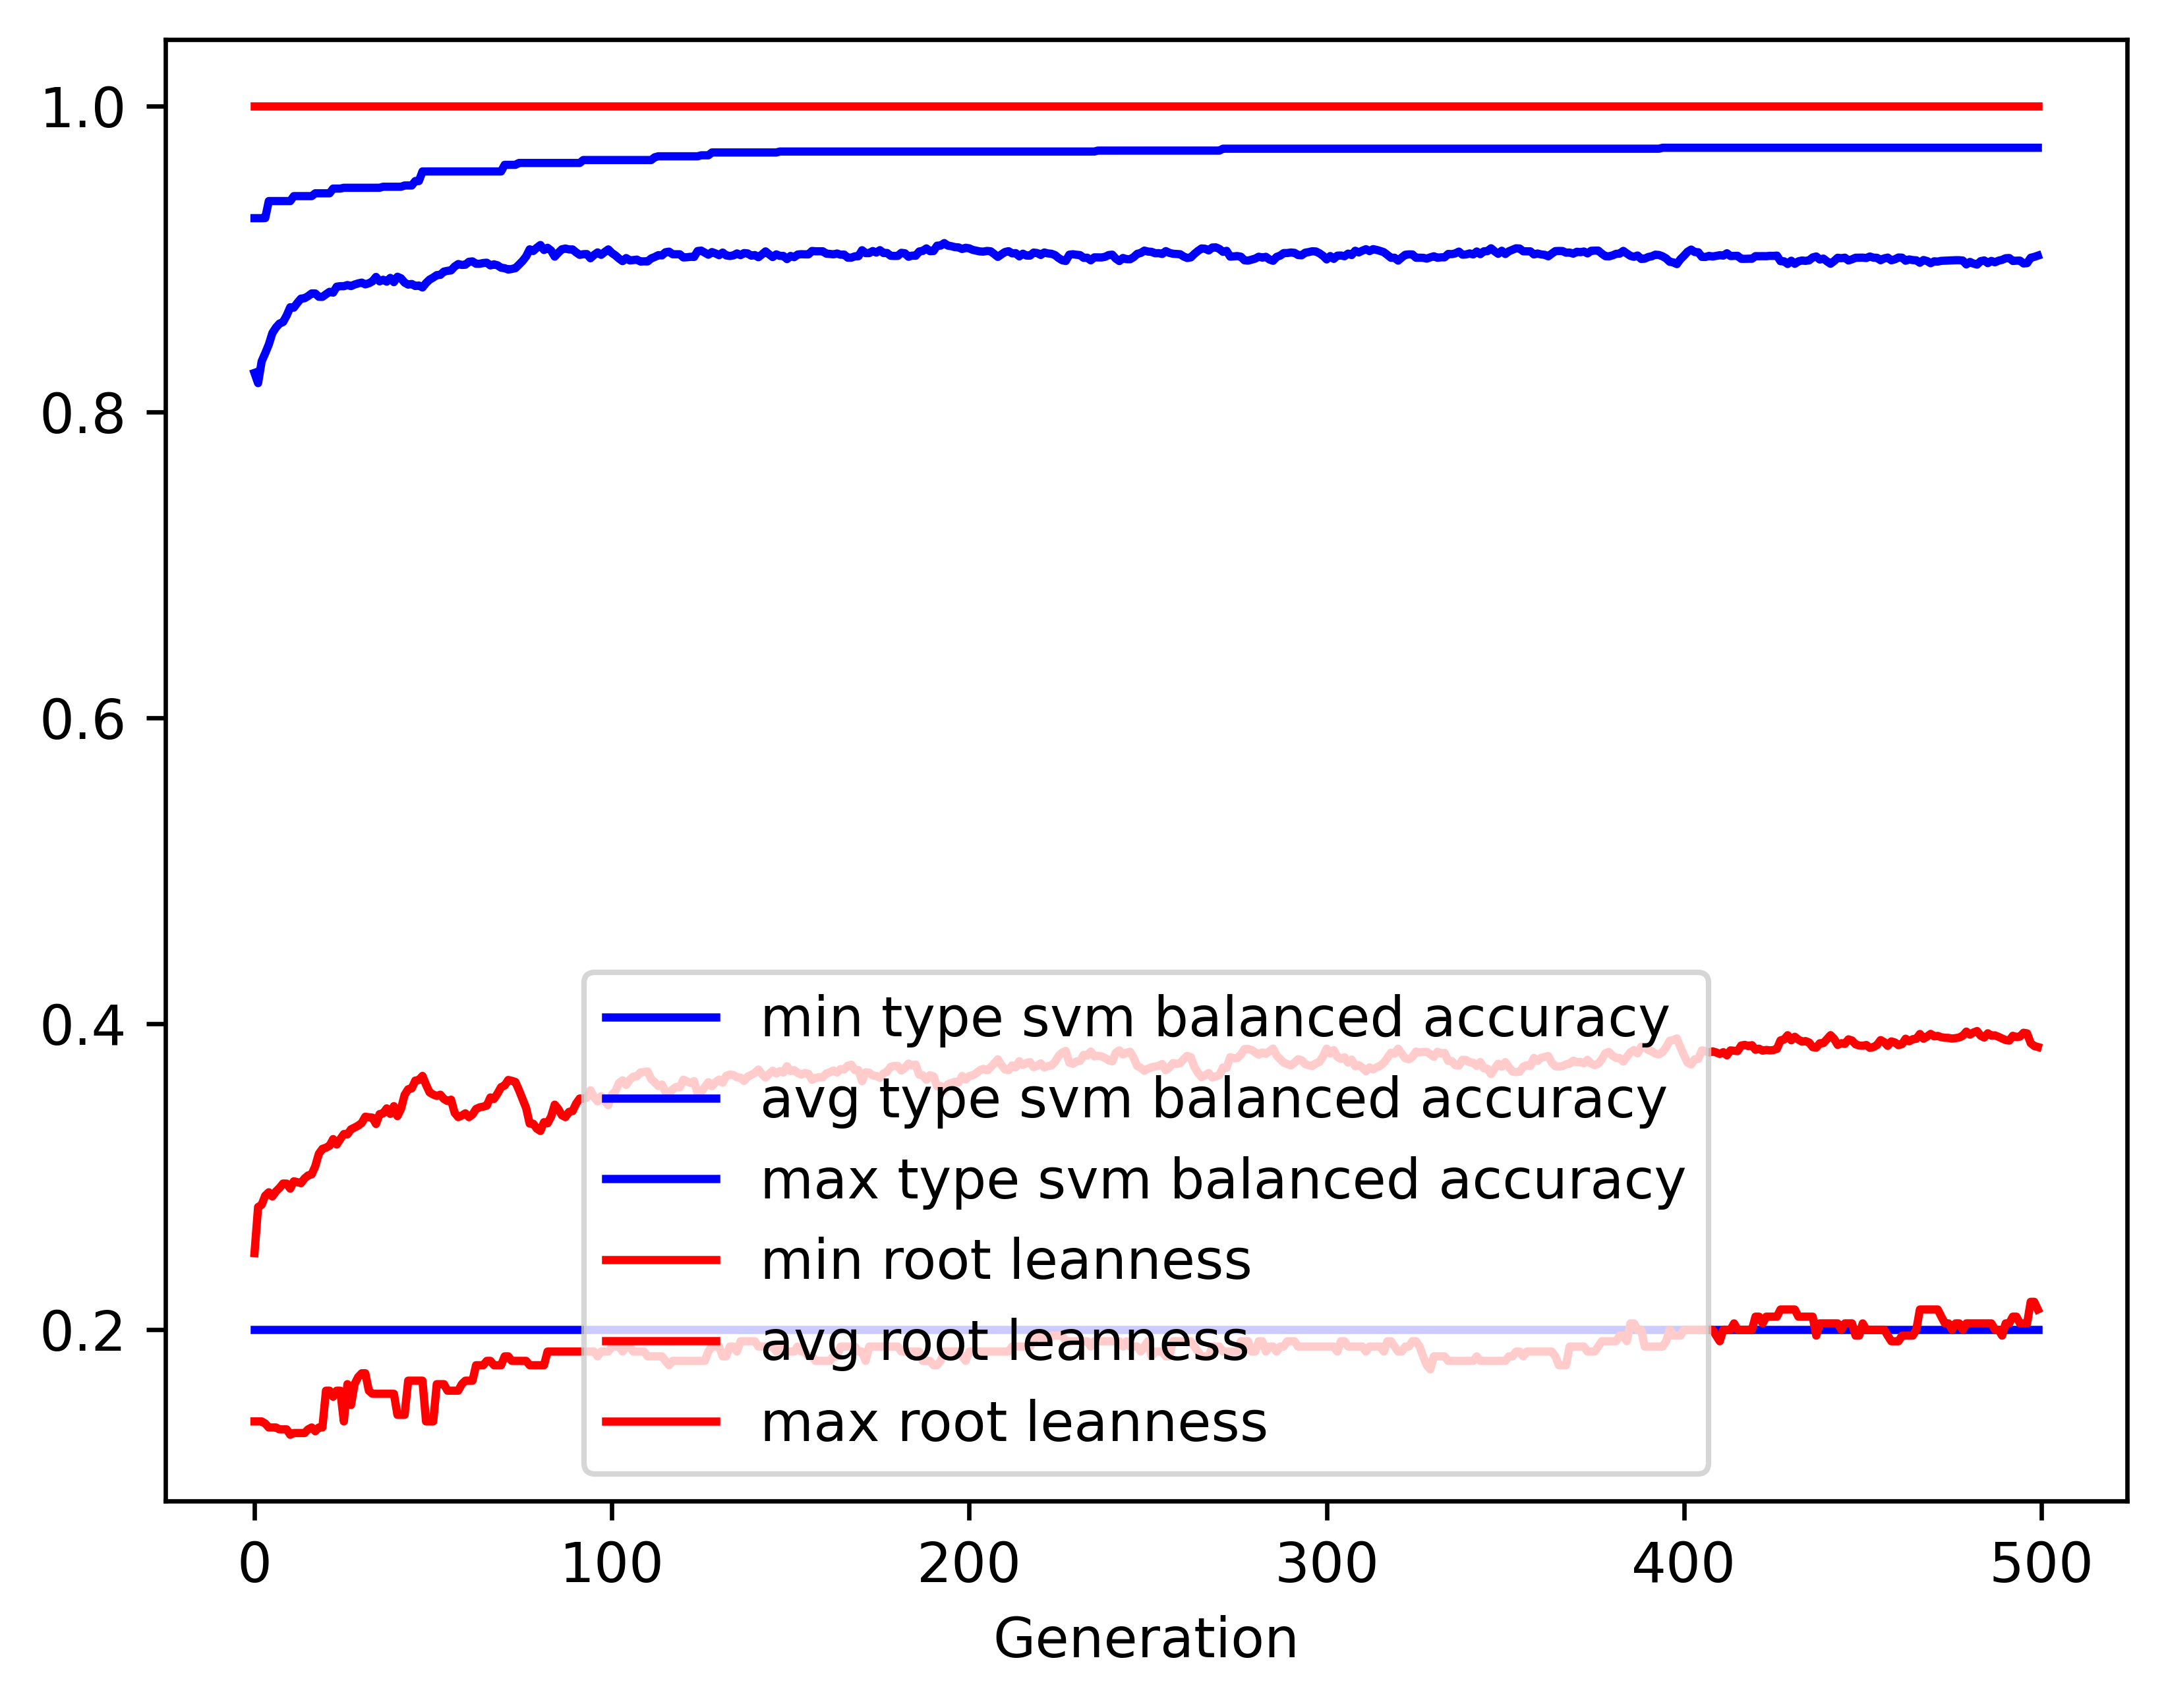 1.0
0.8
0.6
0.4
0.2
min type svm balanced accuracy
avg type svm balanced accuracy
max type svm balanced accuracy
min root leanness
avg root leanness
max root leanness
0 100 200 300 400 500
Generation